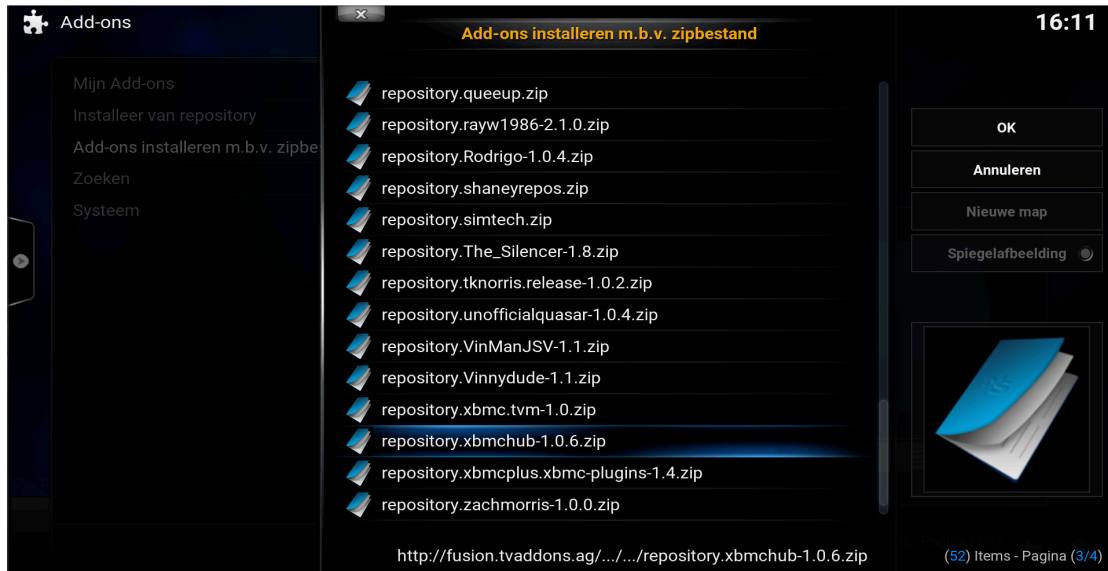 Add-ons
Mijn Add-ons
Installeer van repository
Add-ons installeren m.b.v. zipbe
Zoeken
Systeem
Add-ons installeren m.b.v. zipbestand
repository.queeup.zip
repository.rayw1986-2.1.0.zip
repository.Rodrigo-1.0.4.zip
repository.shaneyrepos.zip
repository.simtech.zip
repository.The_Silencer-1.8.zip
repository.tknorris.release-1.0.2.zip
repository.unofficialquasar-1.0.4.zip
repository.VinManJSV-1.1.zip
repository.Vinnydude-1.1.zip
repository.xbmc.tvm-1.0.zip
repository.xbmchub-1.0.6.zip
repository.xbmcplus.xbmc-plugins-1.4.zip
repository.zachmorris-1.0.0.zip
http://fusion.tvaddons.ag/.../.../repository.xbmchub-1.0.6.zip
16:11
OK
Annuleren
Nieuwe map
Spiegelafbeelding
(52) Items - Pagina (3/4)